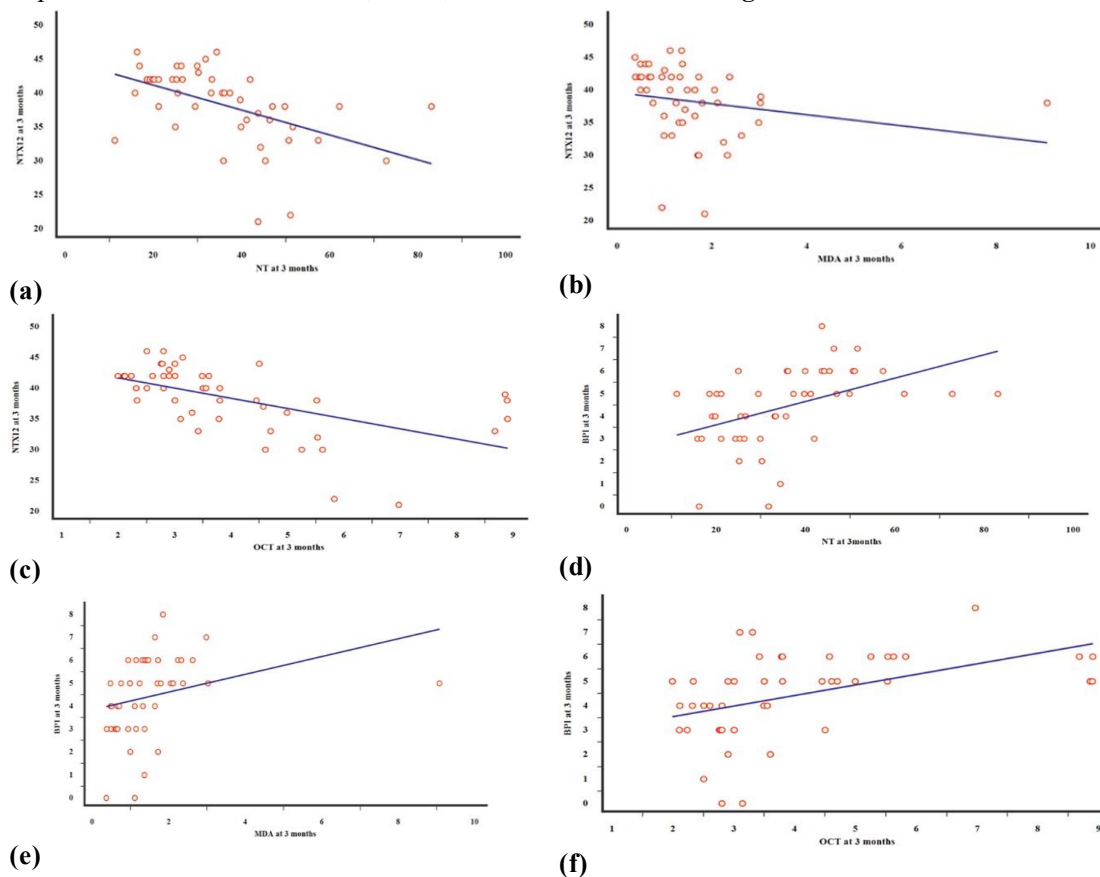 50
45
40
35
30
25
20
NTX12 at 3 months
0 20 40 60 80 100
NT at 3 months
(a)
50
45
40
35
30
25
20
NTX12 at 3 months
0 2 4 6 8 10
MDA at 3 months
(b)
50
45
40
35
30
25
20
NTX12 at 3 months
1 2 3 4 5 6 7 8 9
OCT at 3 months
(c)
8
7
6
5
4
3
2
1
0
BPI at 3 months
0 20 40 60 80 100
NT at 3months
(d)
8
7
6
5
4
3
2
1
0
BPI at 3 months
0 2 4 6 8 10
MDA at 3 months
(e)
8
7
6
5
4
3
2
1
0
BPI at 3 months
1 2 3 4 5 6 7 8 9
OCT at 3 months
(f)